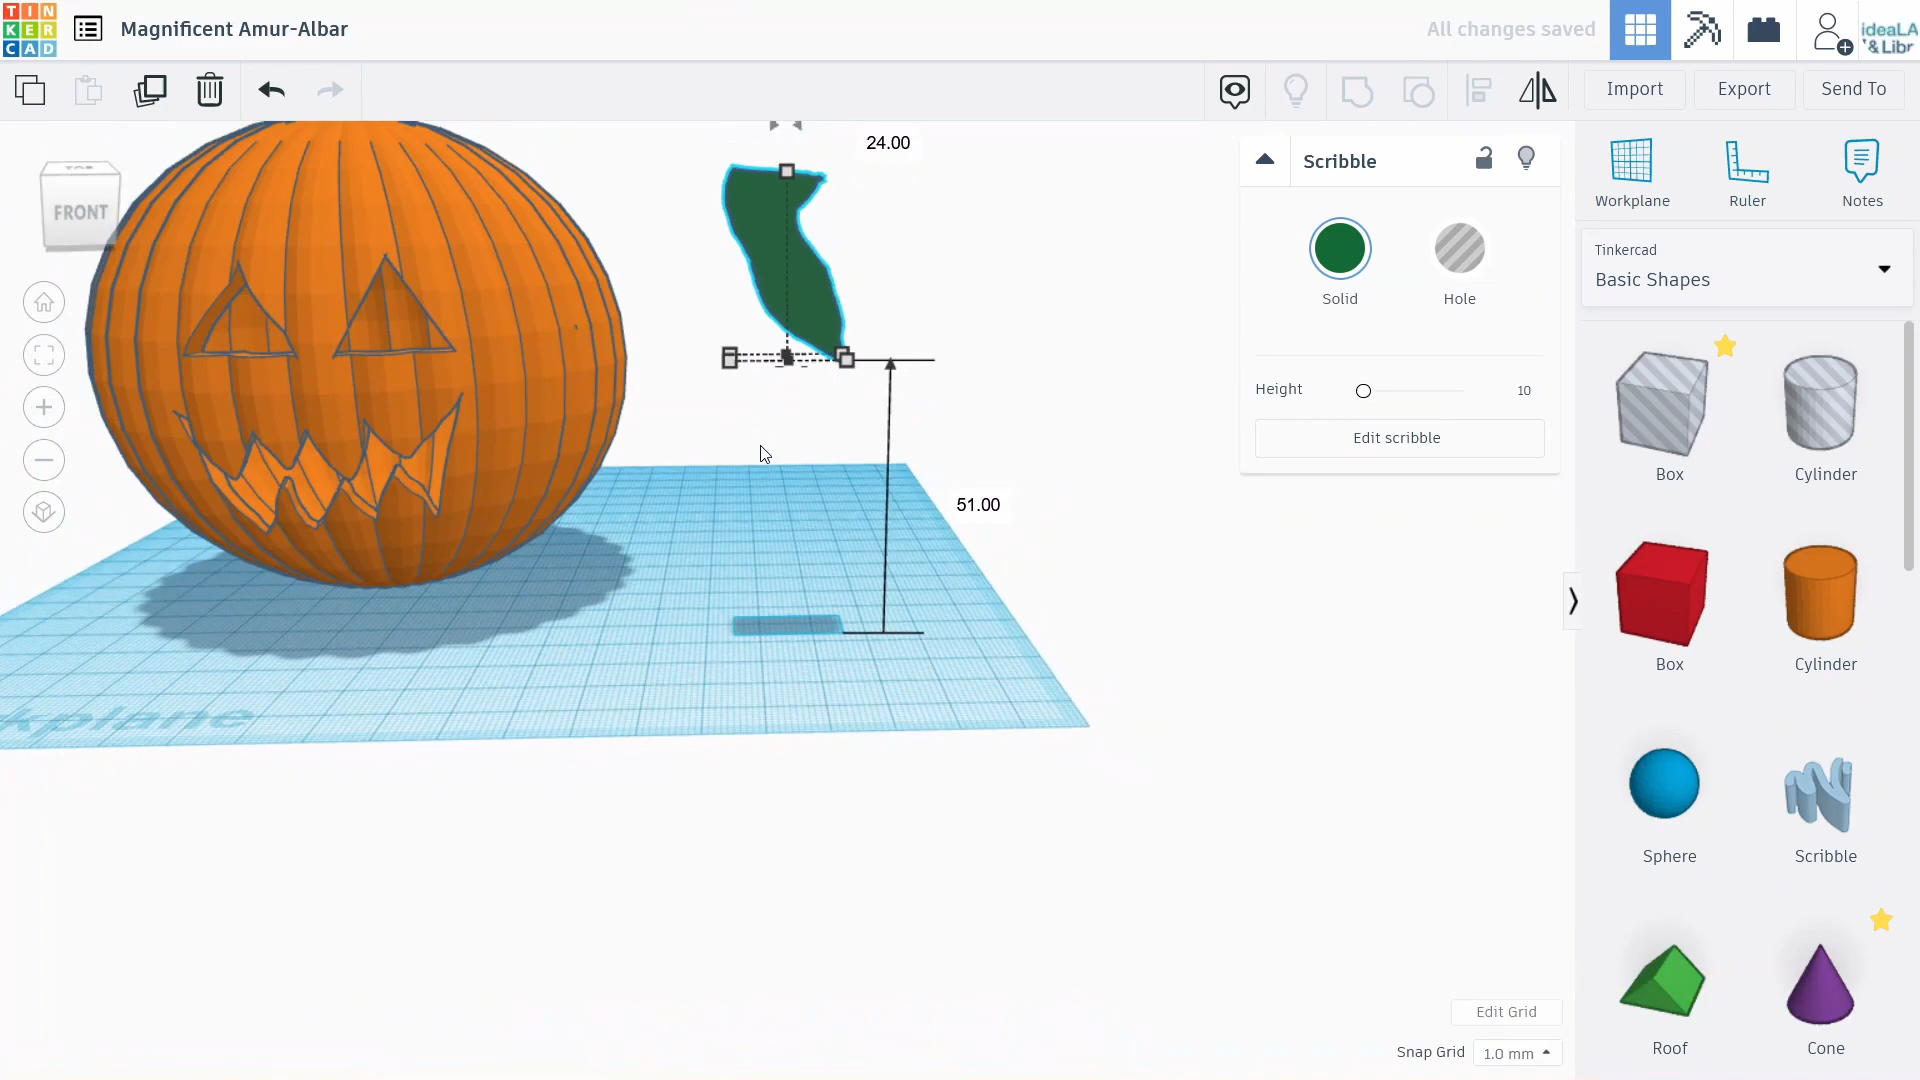 TIN
KER
CAD
Magnificent Amur-Albar
All changes saved
ideaLA
& Libr
Import
Export
Send To
24.00
TOP
FRONT
Scribble
Solid
Hole
Height
10
Edit scribble
51.00
Workplane
Ruler
Notes
Tinkercad
Basic Shapes
Box
Cylinder
Box
Cylinder
Sphere
Scribble
Roof
Cone
kplane
Edit Grid
Snap Grid
1.0 mm